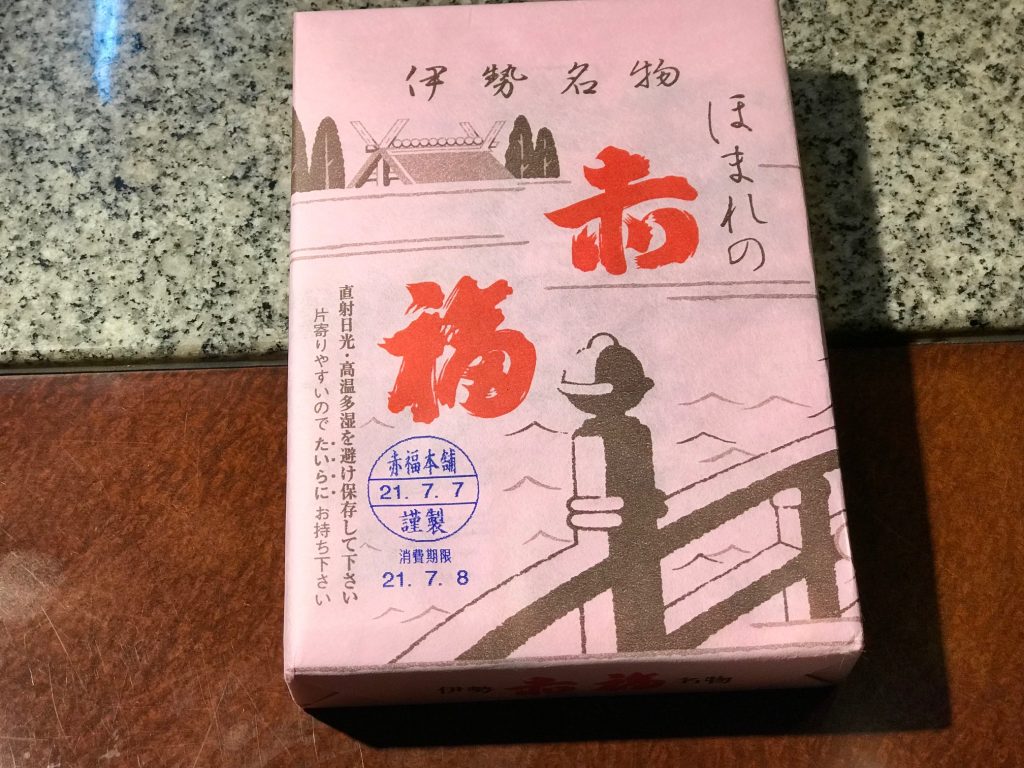 伊勢名物
ほまれの
赤福
直射日光・高温多湿を避け保存して下さい
片寄りやすいので たいらに お持ち下さい
赤福本舗
21. 7. 7
謹製
消費期限
21. 7. 8
伊勢 赤福 名物